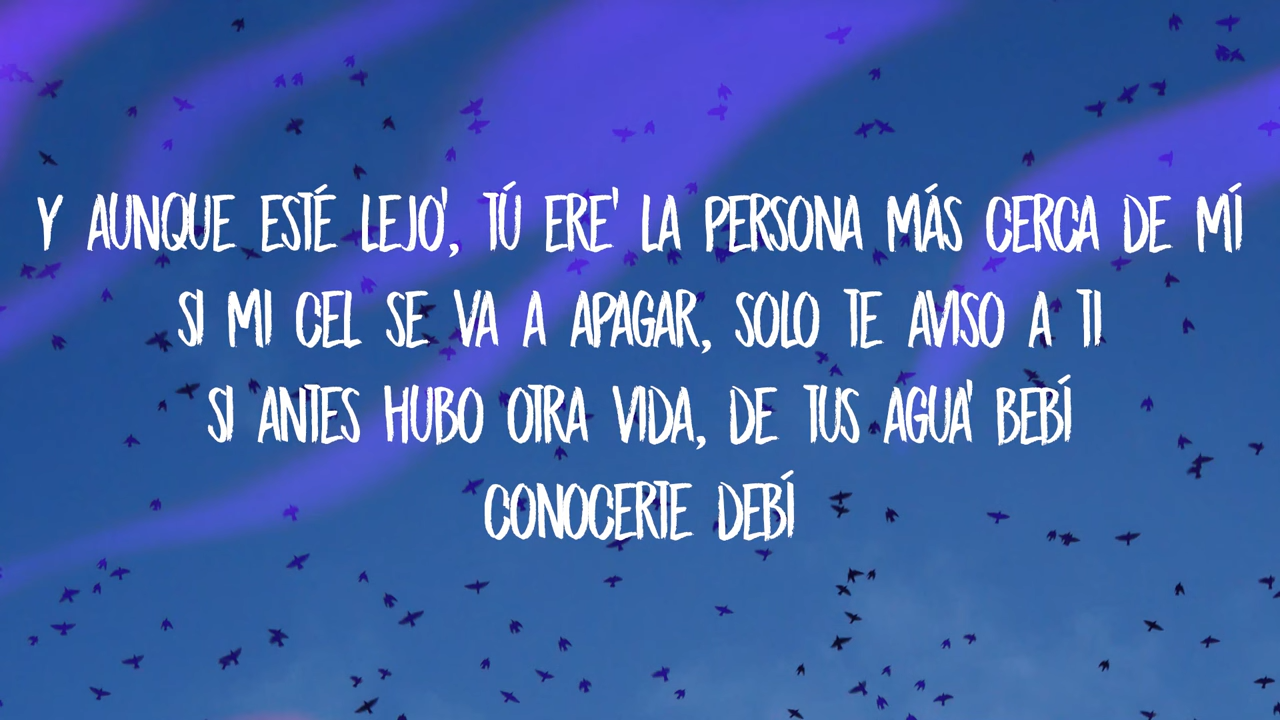 Y AUNQUE ESTÉ LEJO', TÚ ERE' LA PERSONA MÁS CERCA DE MÍ
SI MI CEL SE VA A APAGAR, SOLO TE AVISO A TI
SI ANTES HUBO OTRA VIDA, DE TUS AGUA' BEBÍ
CONOCERTE DEBÍ